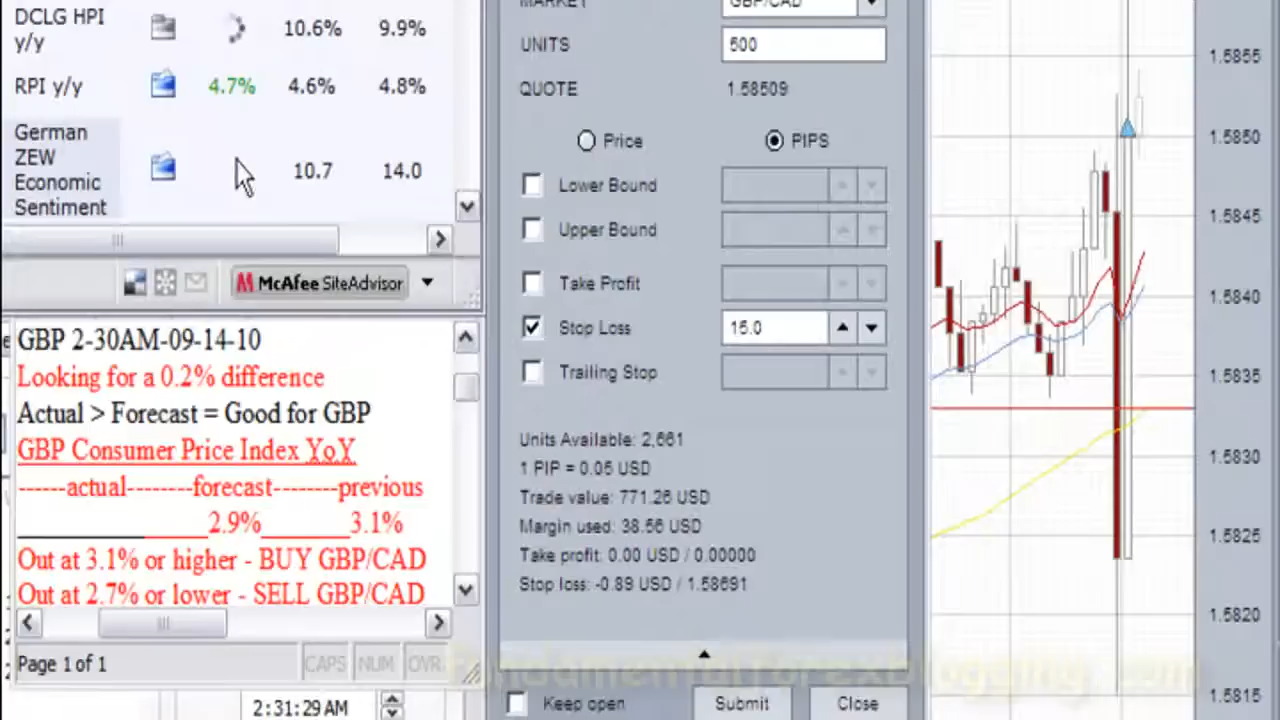 DCLG HPI
y/y
10.6% 9.9%
RPI y/y
4.7% 4.6% 4.8%
German
ZEW
Economic
Sentiment
10.7 14.0
McAfee SiteAdvisor
GBP 2-30AM-09-14-10
Looking for a 0.2% difference
Actual > Forecast = Good for GBP
GBP Consumer Price Index YoY
------actual--------forecast--------previous
2.9% 3.1%
Out at 3.1% or higher - BUY GBP/CAD
Out at 2.7% or lower - SELL GBP/CAD
Page 1 of 1
CAPS NUM OVR
2:31:29 AM
MARKET GBP/CAD
UNITS 500
QUOTE 1.58509
Price PIPS
Lower Bound
Upper Bound
Take Profit
Stop Loss 15.0
Trailing Stop
Units Available: 2,661
1 PIP = 0.05 USD
Trade value: 771.26 USD
Margin used: 38.56 USD
Take profit: 0.00 USD / 0.00000
Stop loss: -0.89 USD / 1.58691
Keep open Submit Close
1.5855
1.5850
1.5845
1.5840
1.5835
1.5830
1.5825
1.5820
1.5815
fundamentalforexblogging.com